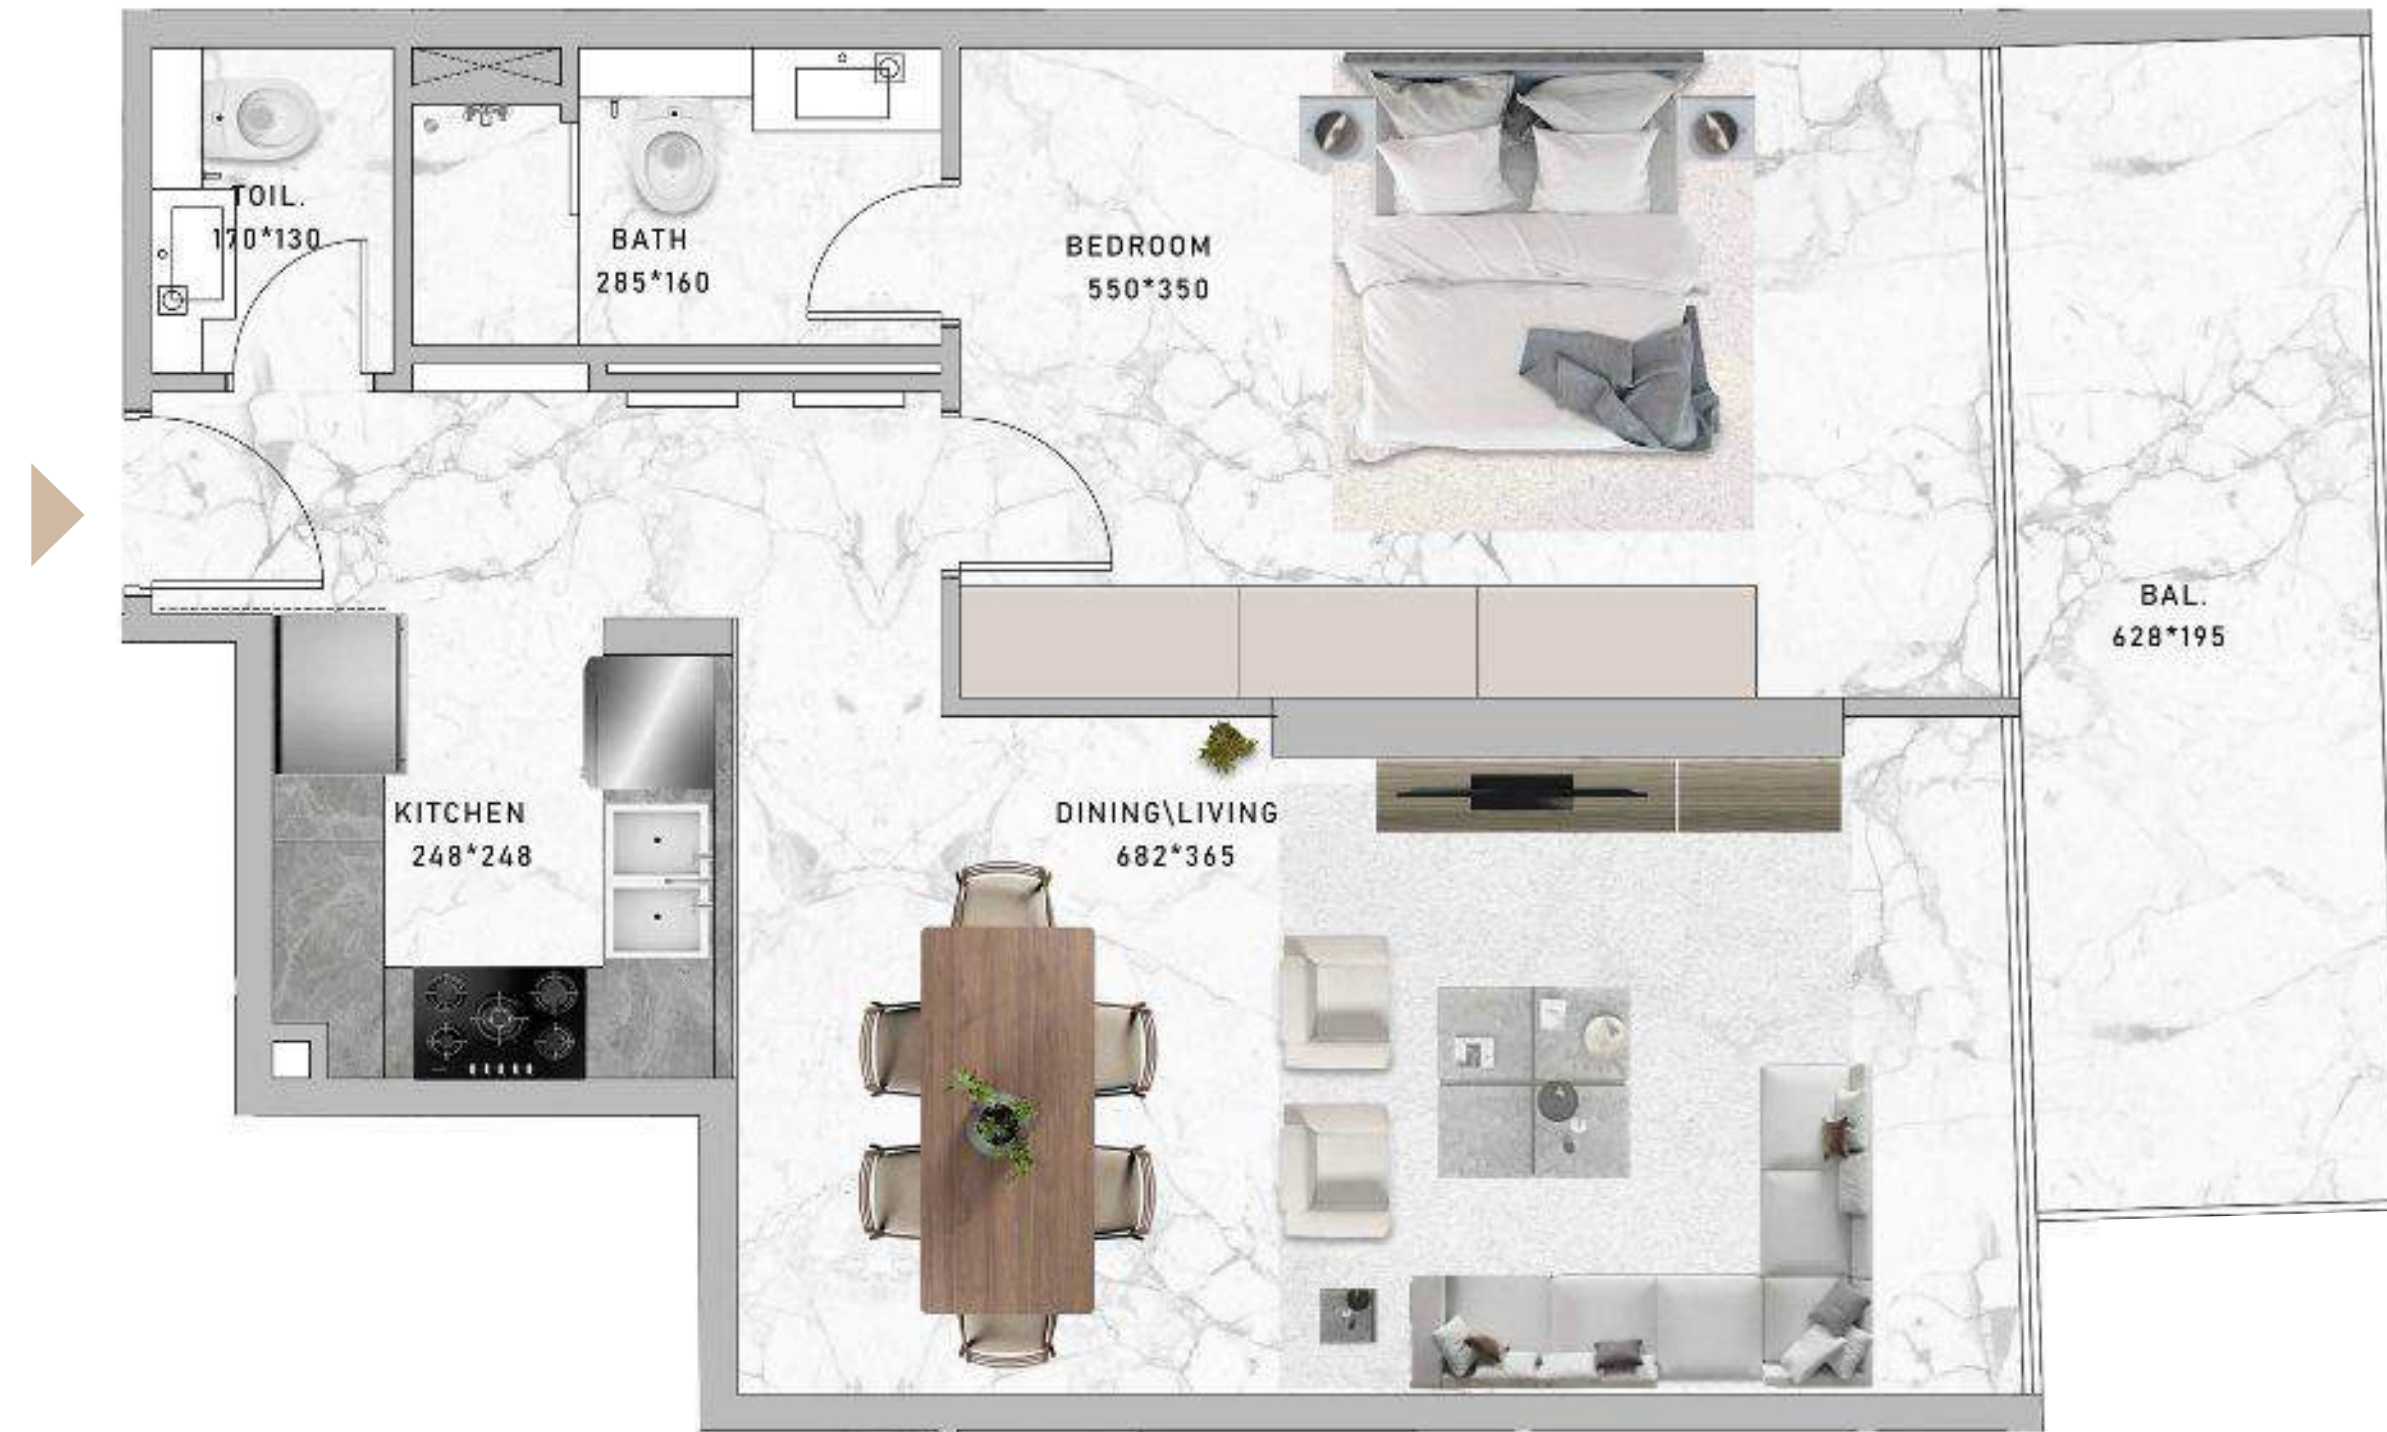 TOIL.
170*130
BATH
285*160
BEDROOM
550*350
BAL.
628*195
KITCHEN
248*248
DINING\LIVING
682*365